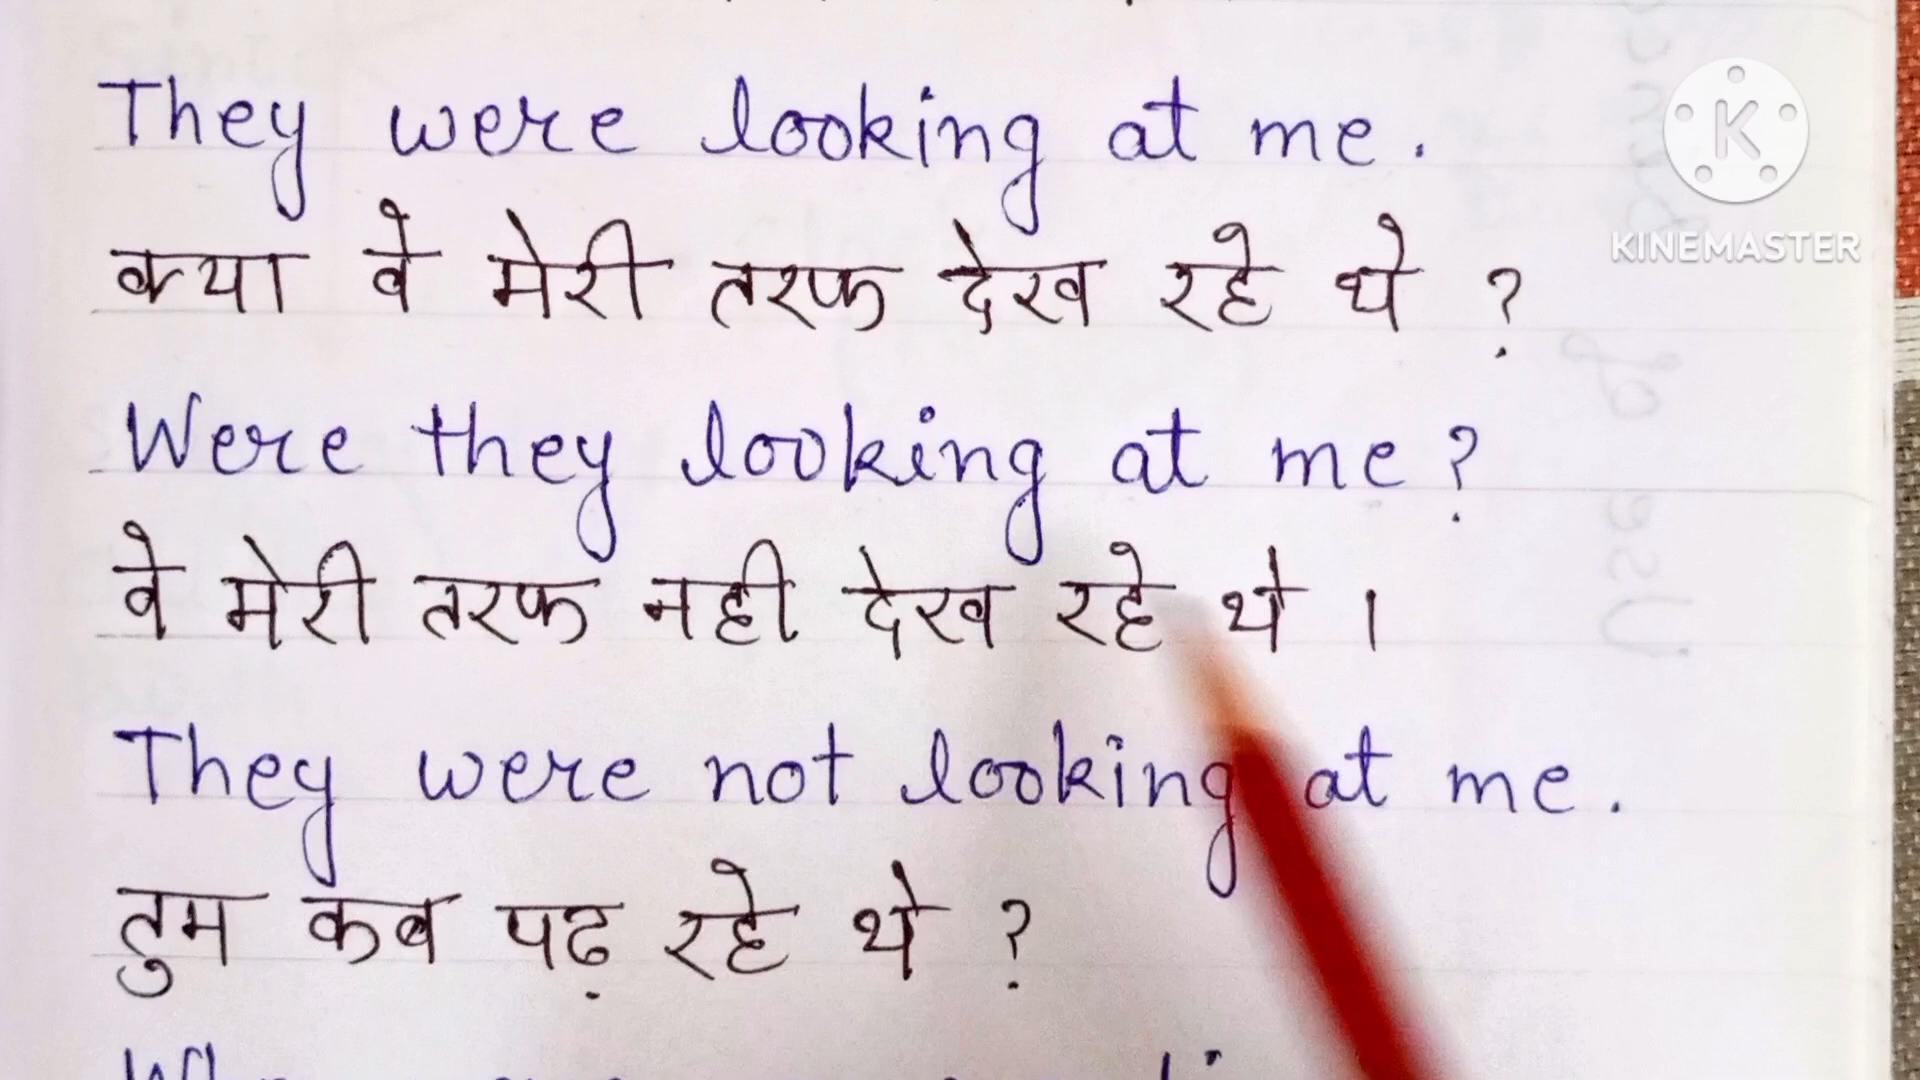 They were looking at me.
क्या वे मेरी तरफ देख रहे थे ?
Were they looking at me?
वे मेरी तरफ नही देख रहे थे ।
They were not looking at me.
तुम कब पढ़ रहे थे ?
K
KINEMASTER